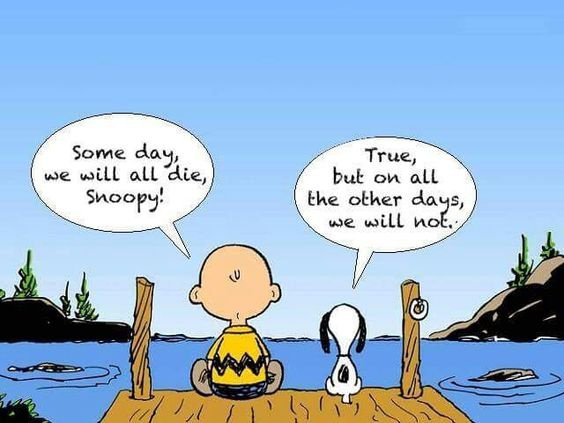 Some day,
we will all die,
Snoopy!
True,
but on all
the other days,
we will not.